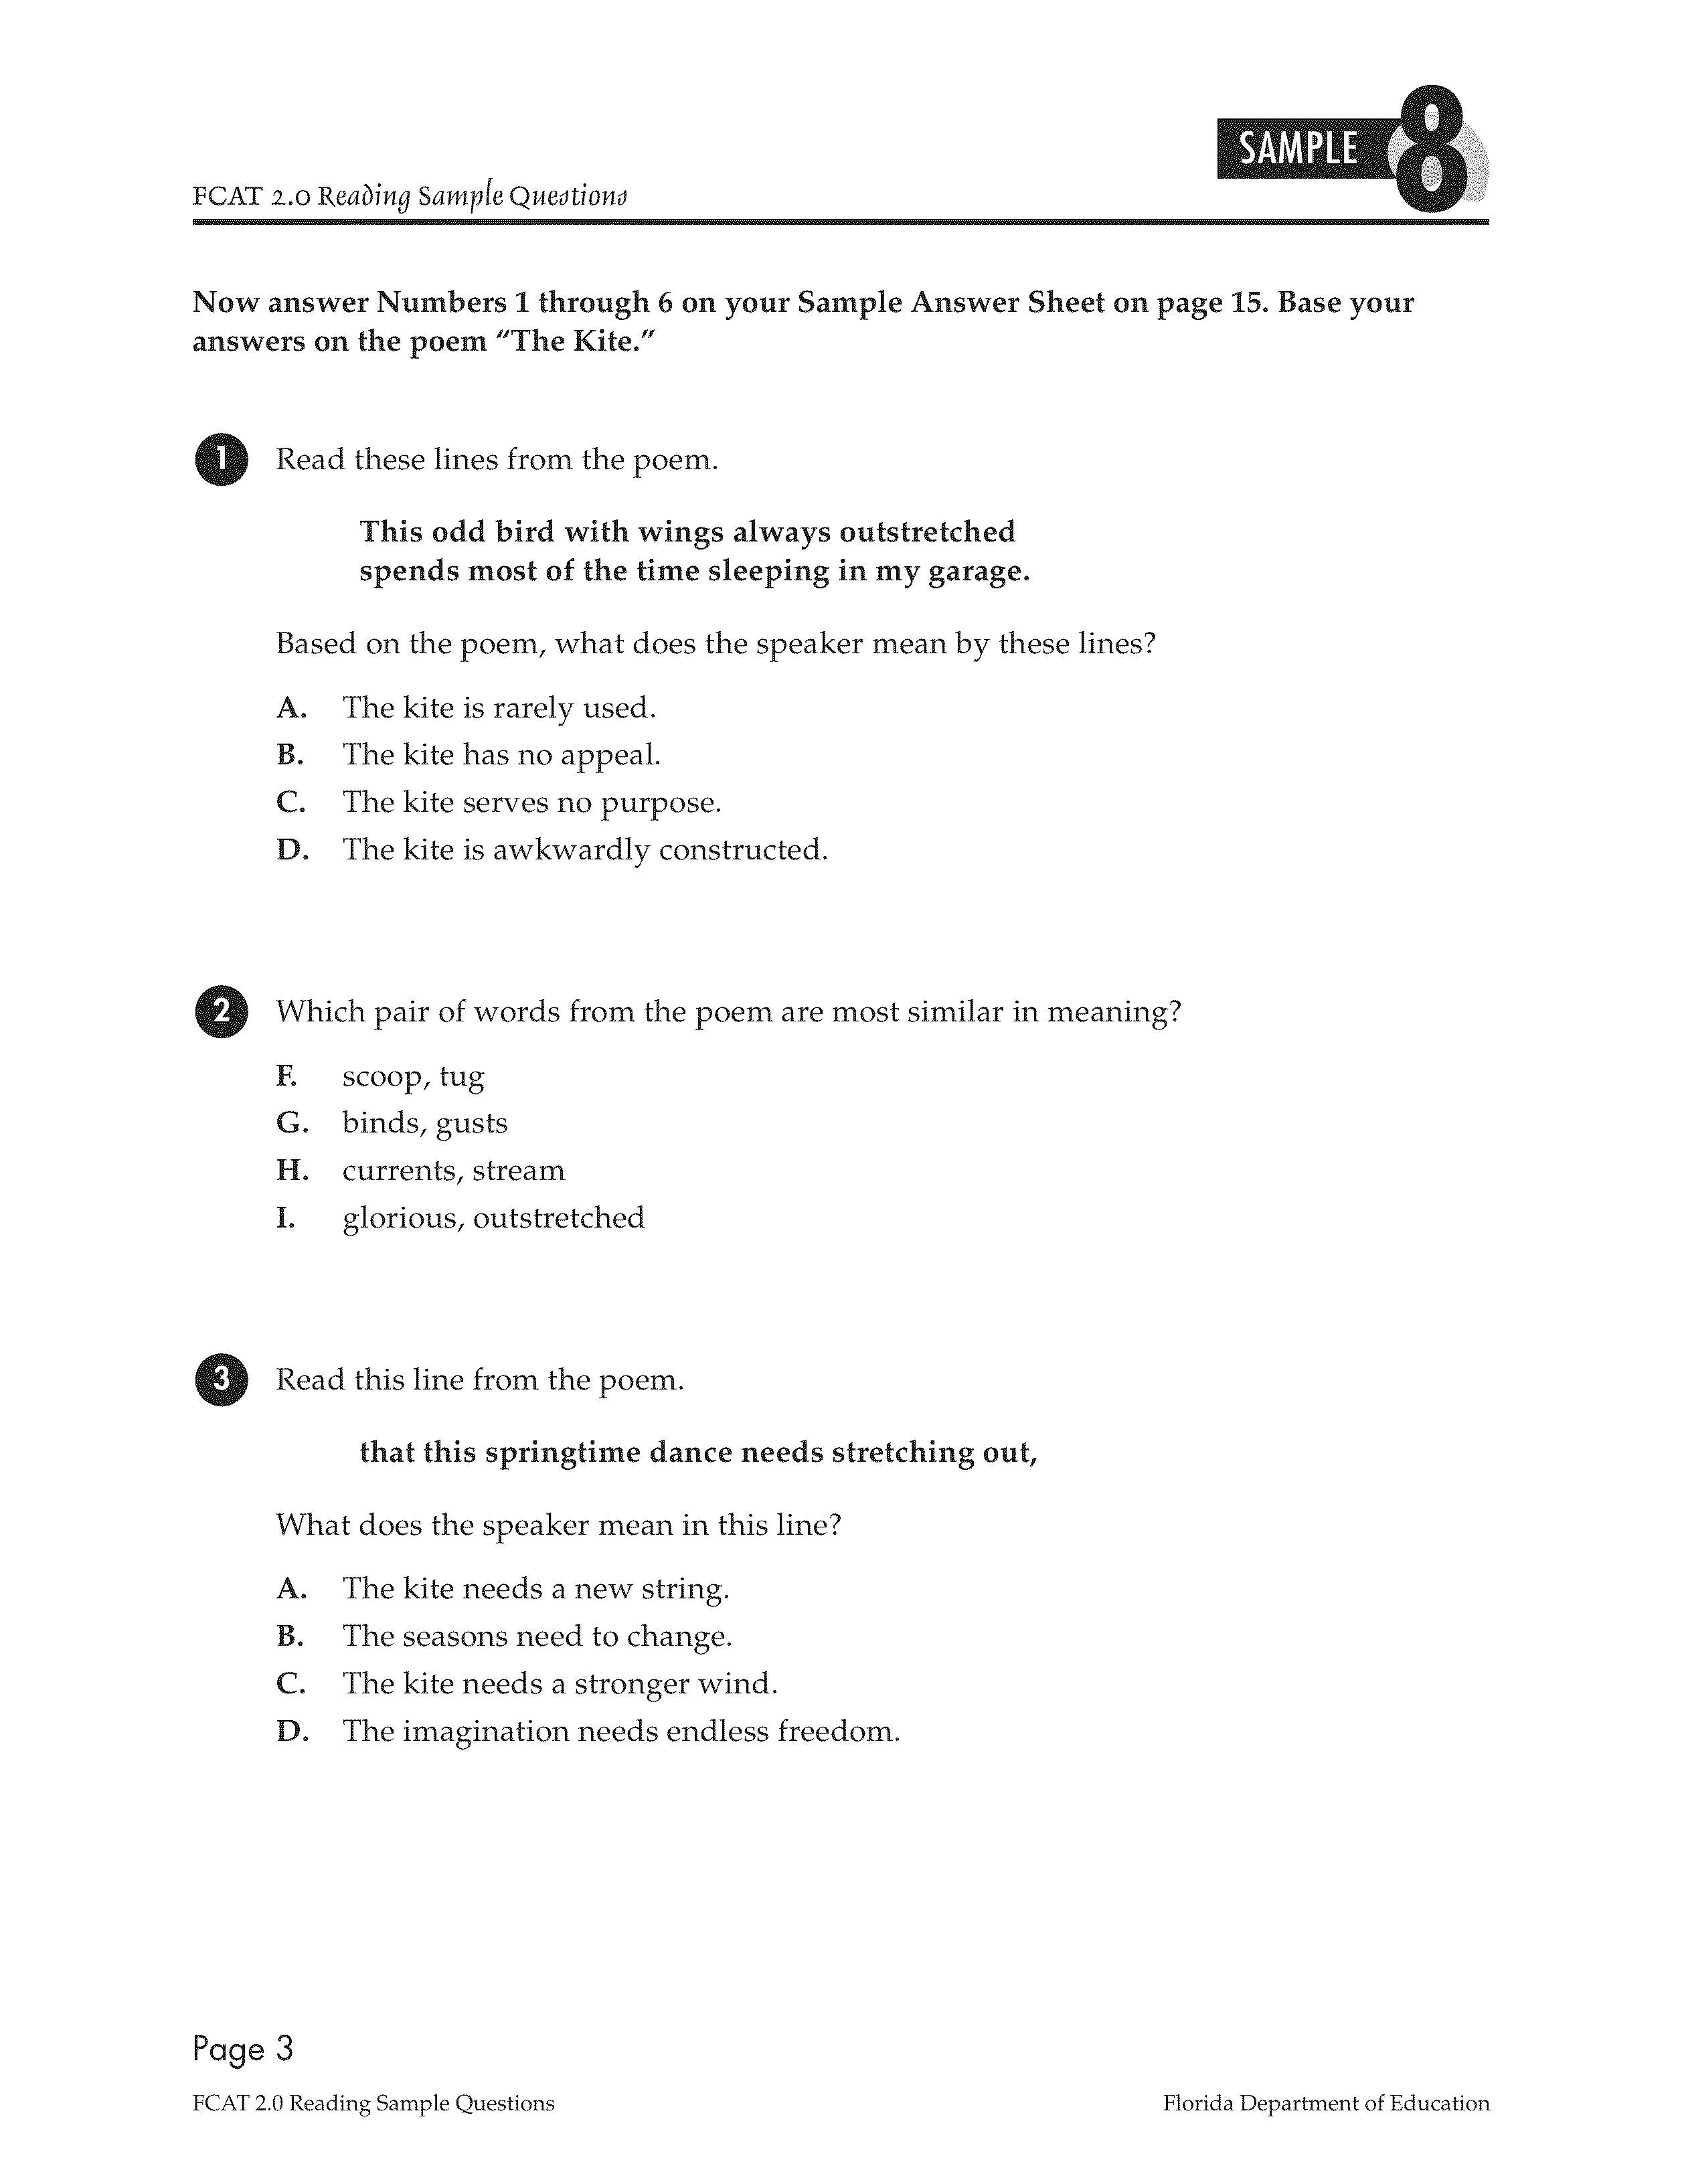 SAMPLE 8
FCAT 2.0 Reading Sample Questions
Now answer Numbers 1 through 6 on your Sample Answer Sheet on page 15. Base your
answers on the poem “The Kite.”
1 Read these lines from the poem.
This odd bird with wings always outstretched
spends most of the time sleeping in my garage.
Based on the poem, what does the speaker mean by these lines?
A. The kite is rarely used.
B. The kite has no appeal.
C. The kite serves no purpose.
D. The kite is awkwardly constructed.
2 Which pair of words from the poem are most similar in meaning?
F. scoop, tug
G. binds, gusts
H. currents, stream
I. glorious, outstretched
3 Read this line from the poem.
that this springtime dance needs stretching out,
What does the speaker mean in this line?
A. The kite needs a new string.
B. The seasons need to change.
C. The kite needs a stronger wind.
D. The imagination needs endless freedom.
Page 3
FCAT 2.0 Reading Sample Questions
Florida Department of Education